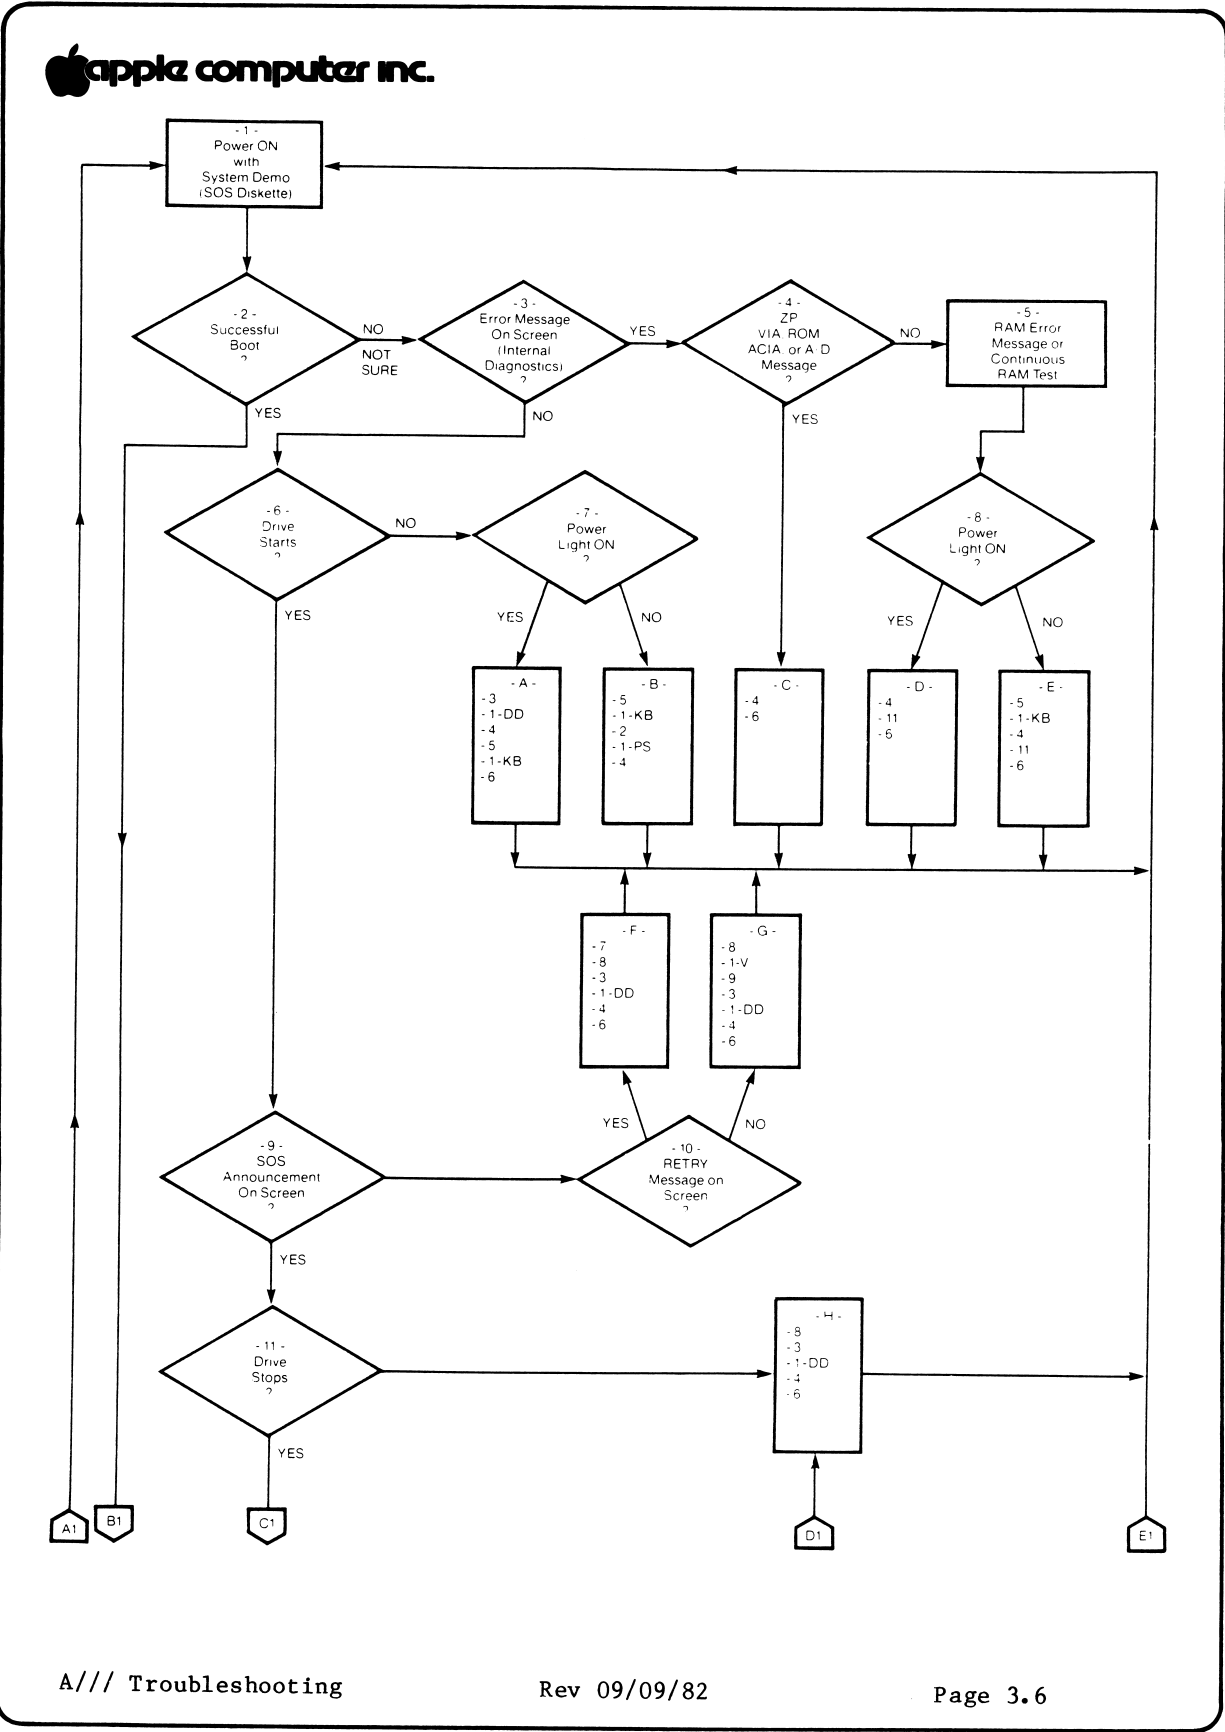 apple computer inc.
- 1 -
Power ON
with
System Demo
(SOS Diskette)
- 2 -
Successful
Boot
?
NO
NOT
SURE
YES
- 3 -
Error Message
On Screen
(Internal
Diagnostics)
?
YES
NO
- 4 -
ZP
VIA, ROM
ACIA, or A/D
Message
?
NO
YES
- 5 -
RAM Error
Message or
Continuous
RAM Test
- 6 -
Drive
Starts
?
NO
YES
- 7 -
Power
Light ON
?
YES
NO
- 8 -
Power
Light ON
?
YES
NO
- A -
- 3
- 1 - DD
- 4
- 5
- 1 - KB
- 6
- B -
- 5
- 1 - KB
- 2
- 1 - PS
- 4
- C -
- 4
- 6
- D -
- 4
- 11
- 6
- E -
- 5
- 1 - KB
- 4
- 11
- 6
- F -
- 7
- 8
- 3
- 1 - DD
- 4
- 6
- G -
- 8
- 1 - V
- 9
- 3
- 1 - DD
- 4
- 6
YES
NO
- 9 -
SOS
Announcement
On Screen
?
YES
- 10 -
RETRY
Message on
Screen
?
- 11 -
Drive
Stops
?
YES
- H -
- 8
- 3
- 1 - DD
- 4
- 6
A1
B1
C1
D1
E1
A/// Troubleshooting
Rev 09/09/82
Page 3.6